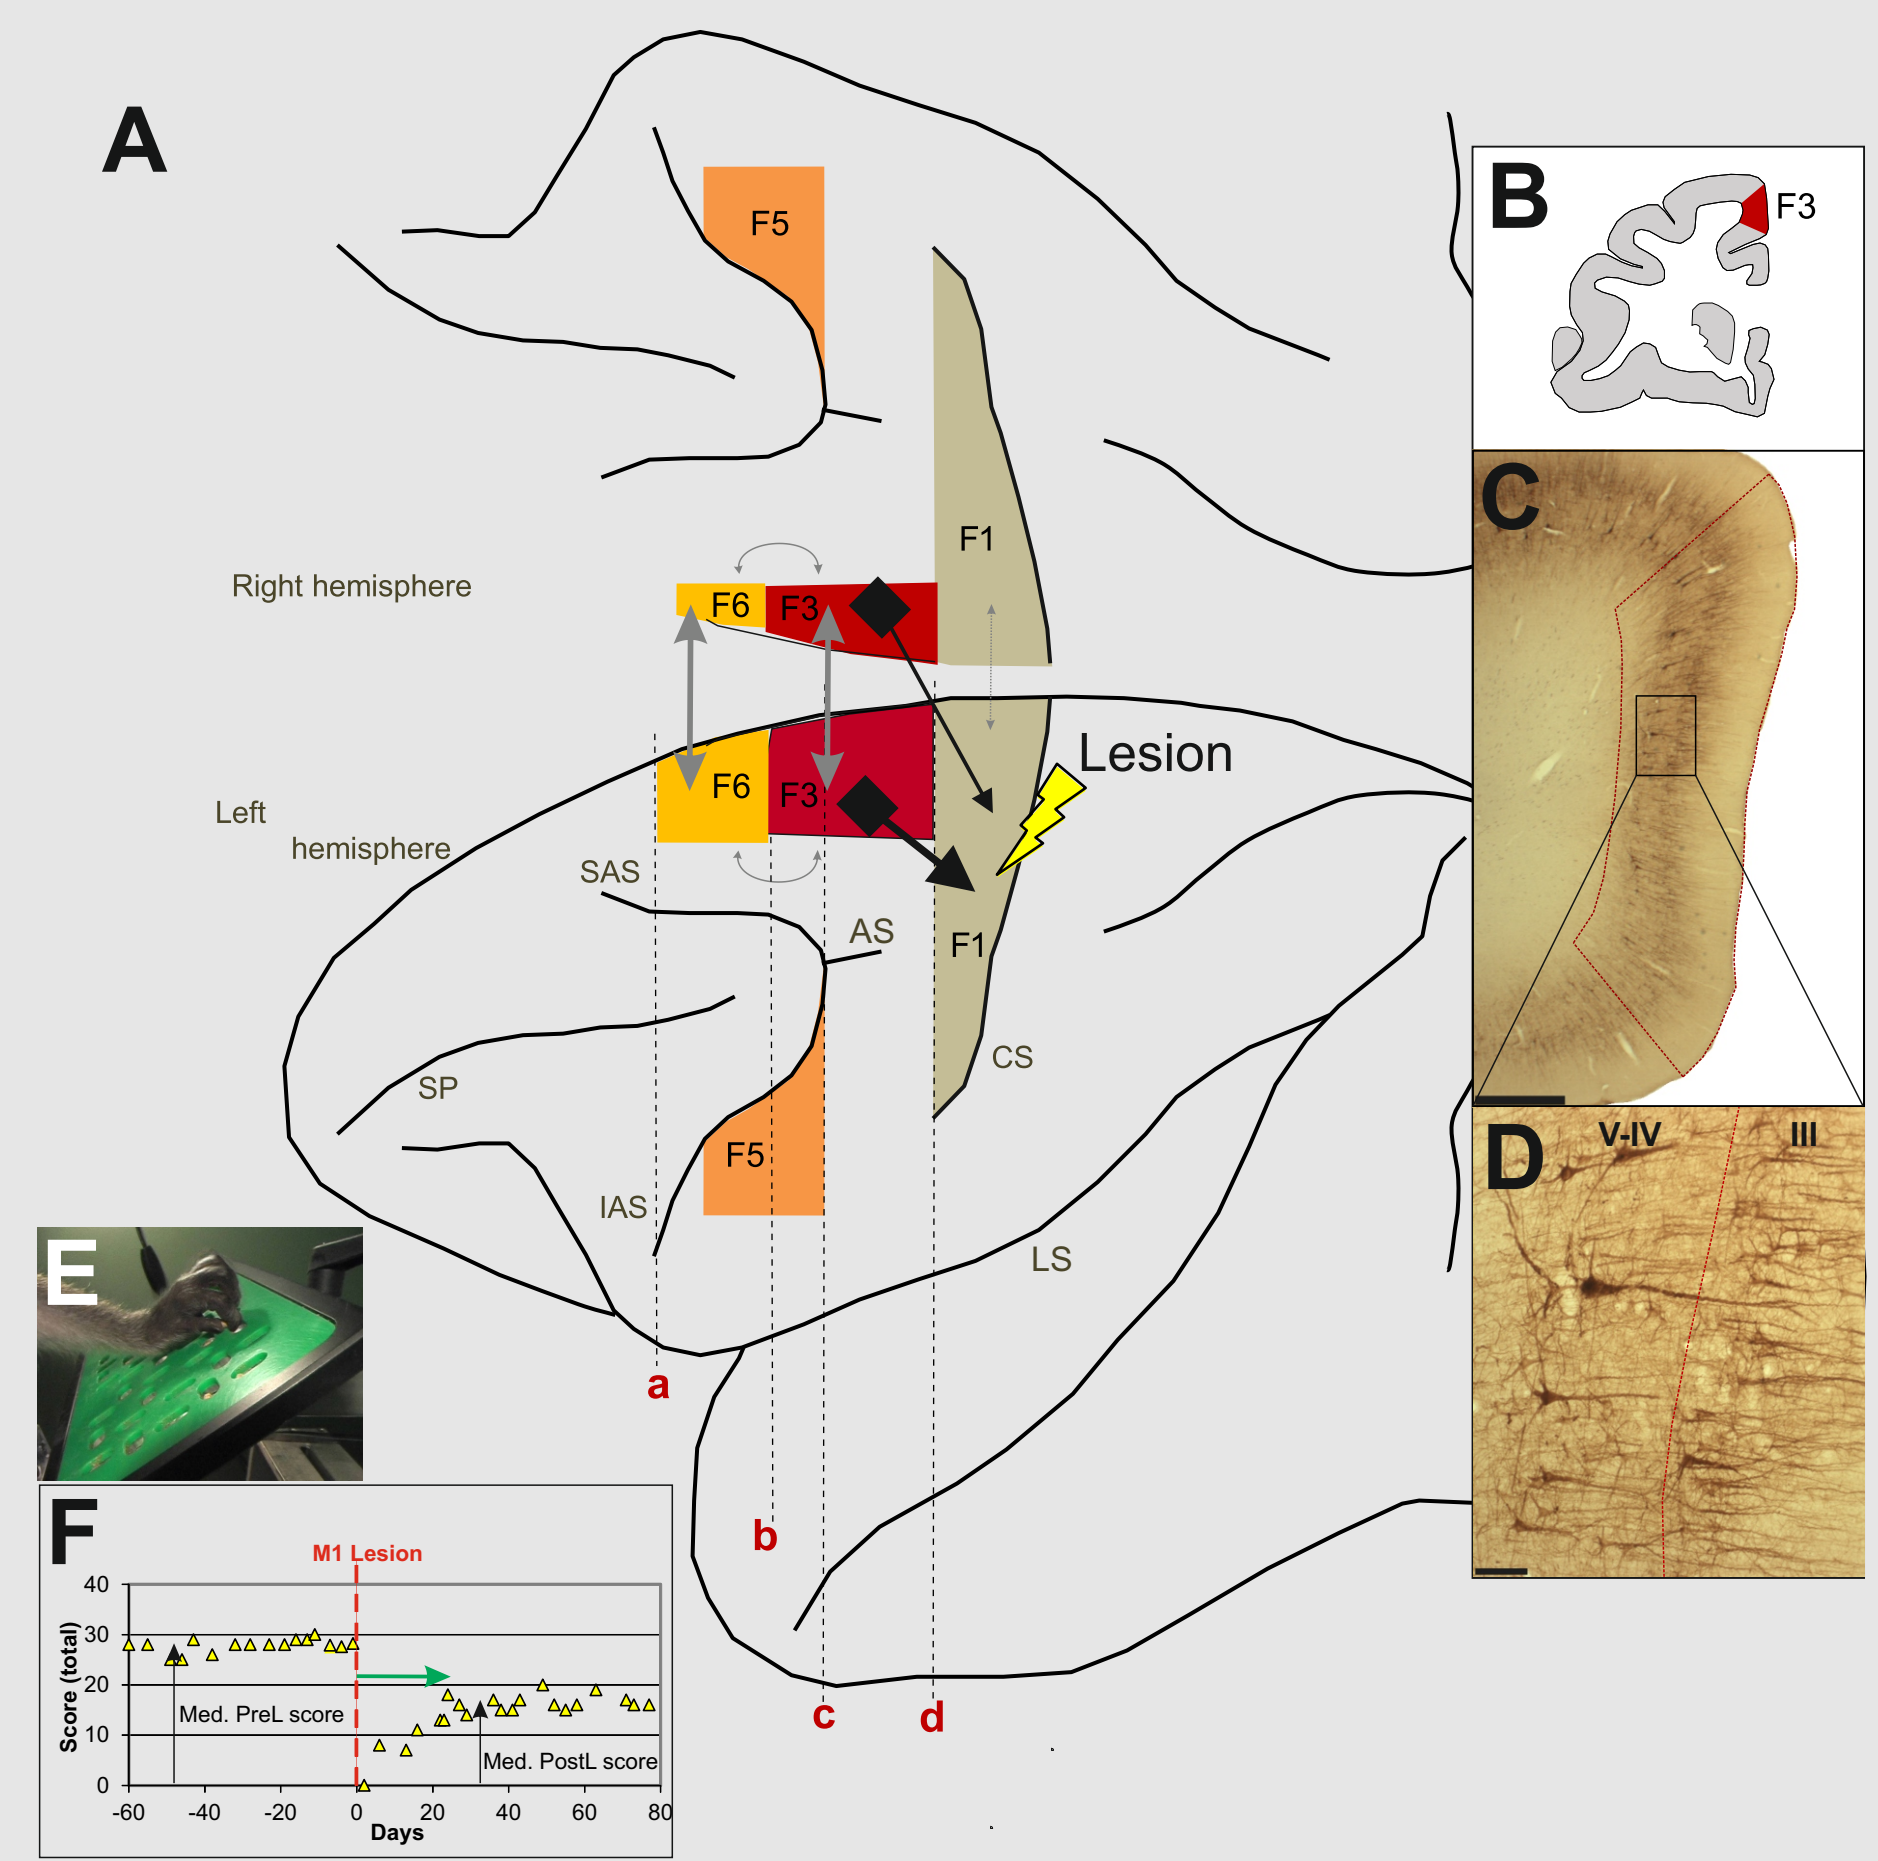 A
F5
B
F3
C
F1
Right hemisphere
F6
F3
Lesion
F6
F3
Left
hemisphere
SAS
AS
F1
CS
SP
F5
IAS
LS
D
V-IV
III
E
a
b
c
d
F
M1 Lesion
40
30
20
10
0
Score (total)
Med. PreL score
Med. PostL score
-60
-40
-20
0
20
40
60
80
Days